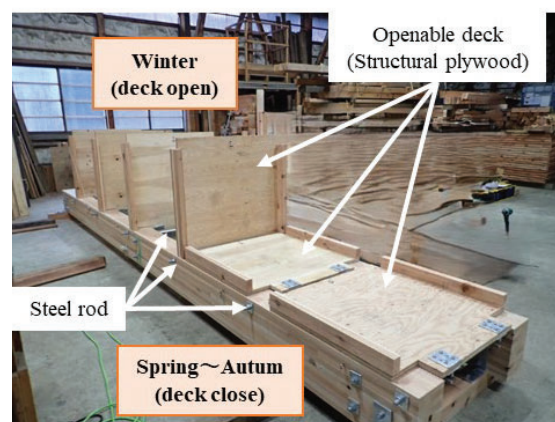 Winter
(deck open)
Openable deck
(Structural plywood)
Steel rod
Spring～Autum
(deck close)